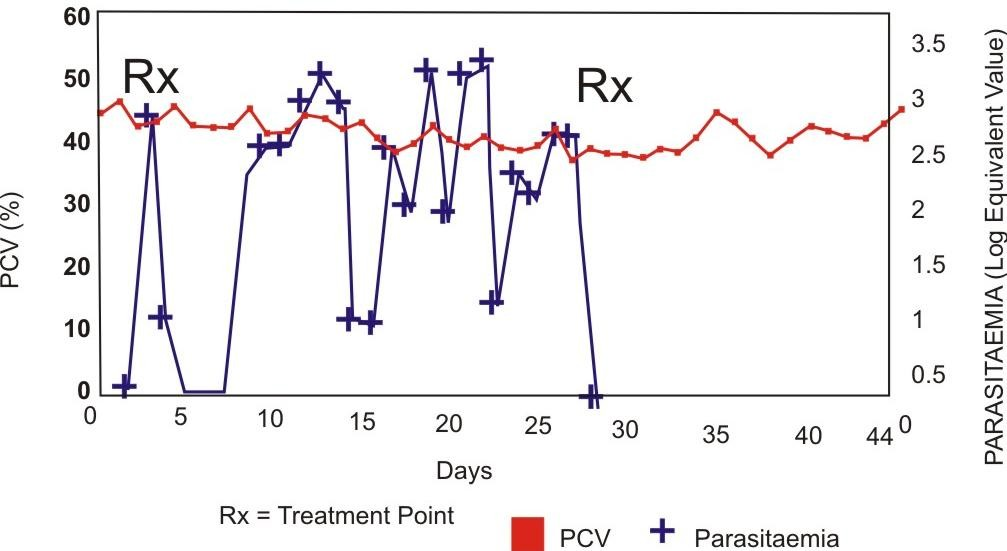 60
50
40
30
20
10
0
PCV (%)
Rx
Rx
3.5
3
2.5
2
1.5
1
0.5
0
PARASITAEMIA (Log Equivalent Value)
0 5 10 15 20 25 30 35 40 44
Days
Rx = Treatment Point
PCV
Parasitaemia